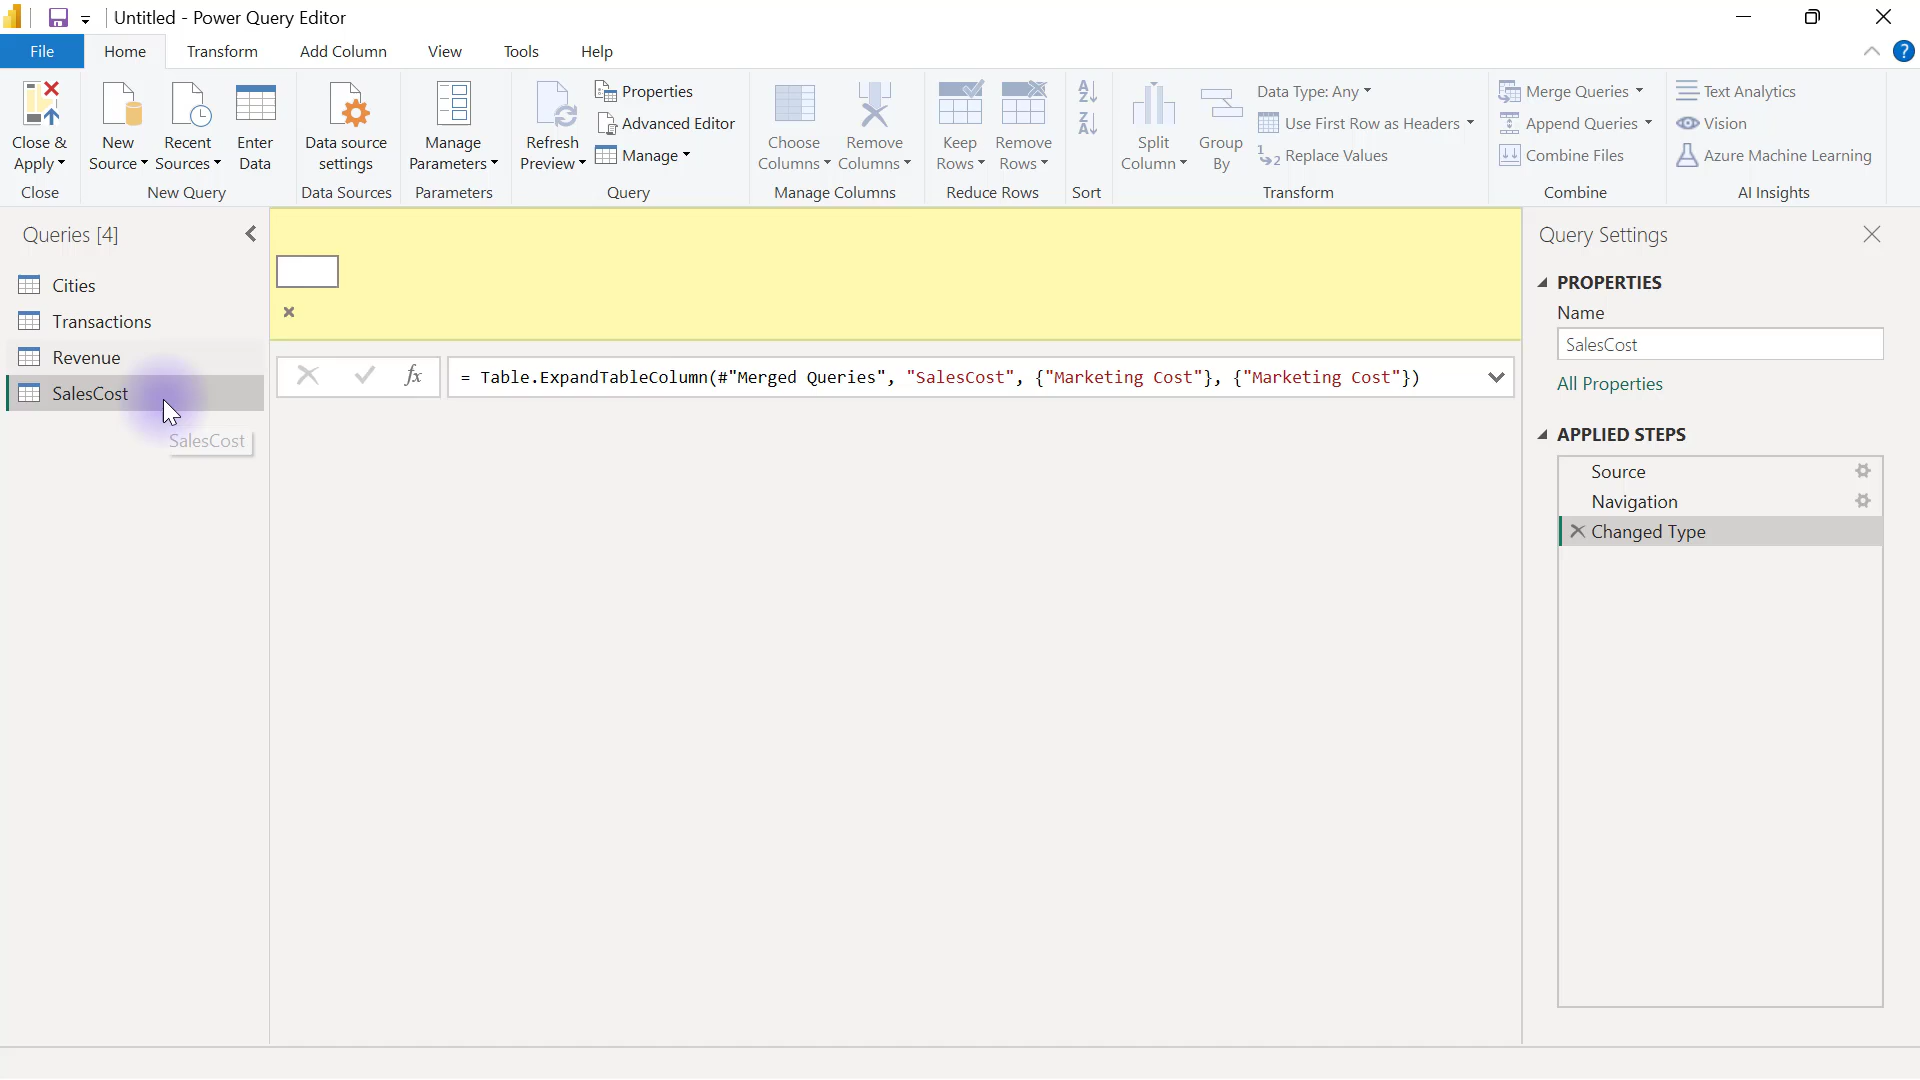 Untitled - Power Query Editor
File Home Transform Add Column View Tools Help
?
Close & Apply
New Source
Recent Sources
Enter Data
Data source settings
Manage Parameters
Refresh Preview
Properties
Advanced Editor
Manage
Choose Columns
Remove Columns
Keep Rows
Remove Rows
Split Column
Group By
Data Type: Any
Use First Row as Headers
Replace Values
Merge Queries
Append Queries
Combine Files
Text Analytics
Vision
Azure Machine Learning
Close New Query Data Sources Parameters Query Manage Columns Reduce Rows Sort Transform Combine AI Insights
Queries [4]
Cities
Transactions
Revenue
SalesCost
SalesCost
fx
= Table.ExpandTableColumn(#"Merged Queries", "SalesCost", {"Marketing Cost"}, {"Marketing Cost"})
Query Settings
PROPERTIES
Name
SalesCost
All Properties
APPLIED STEPS
Source
Navigation
Changed Type